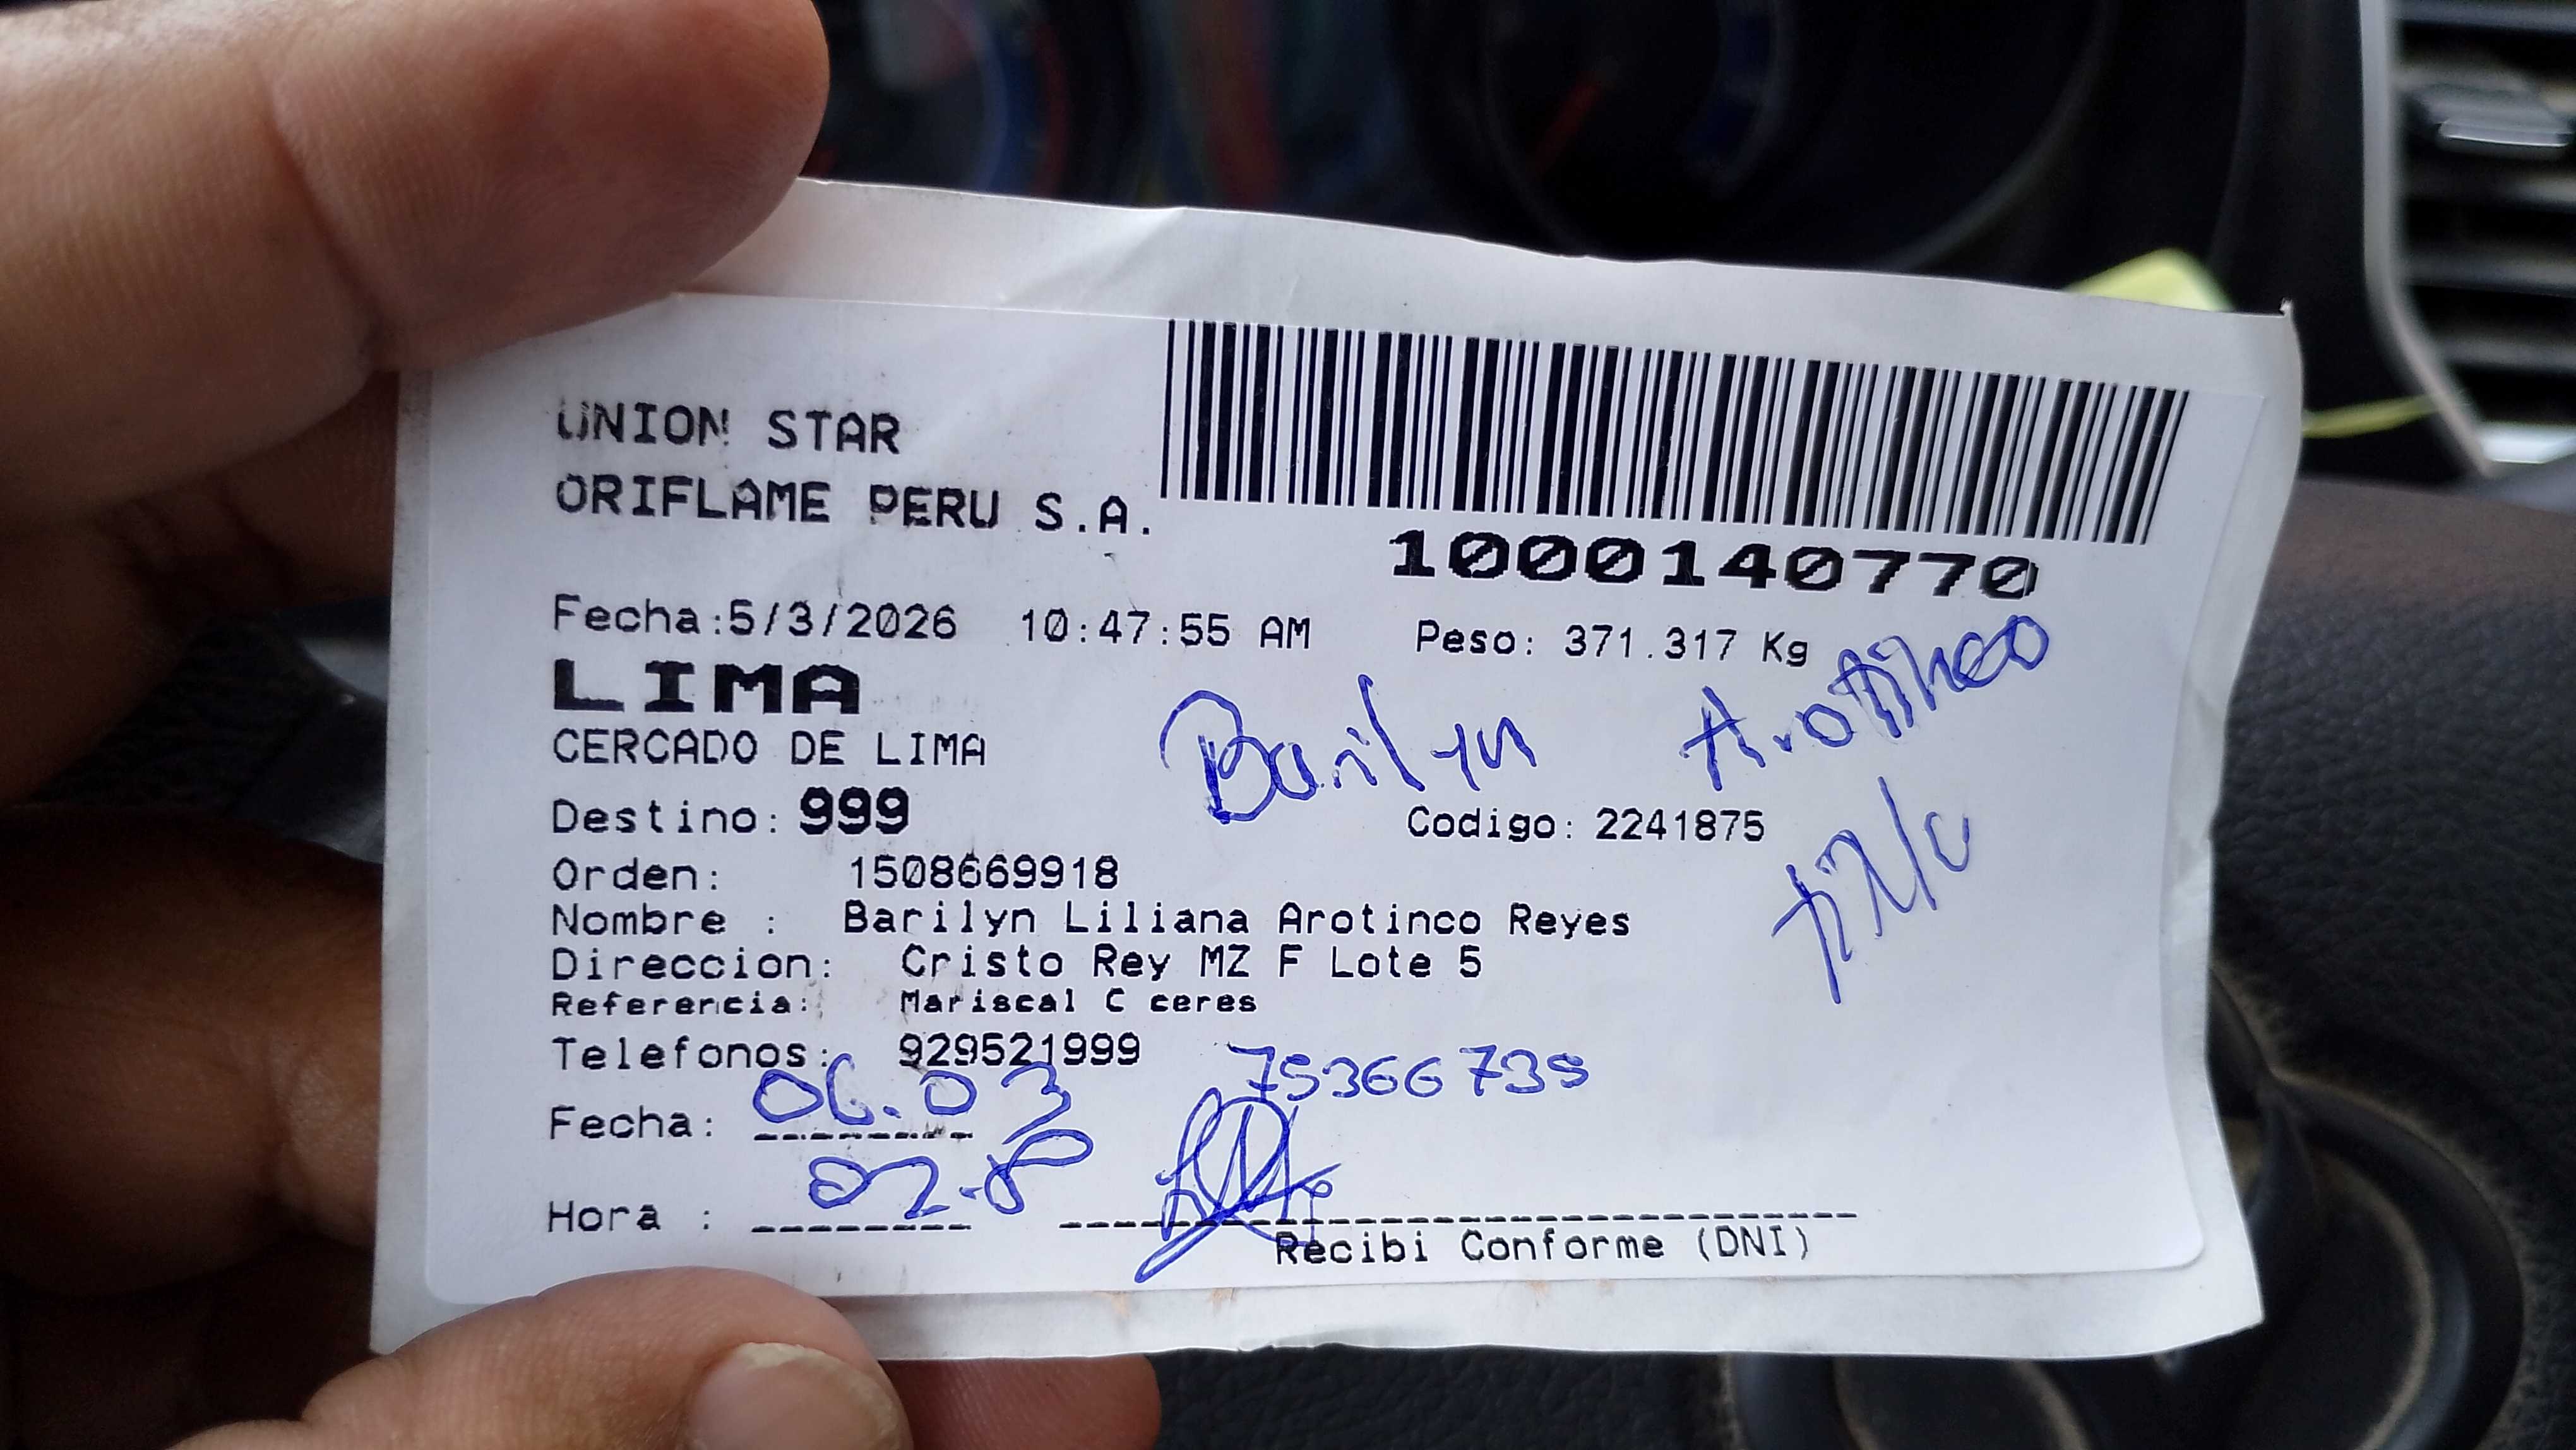 UNION STAR
ORIFLAME PERU S.A.
1000140770
Fecha:5/3/2026 10:47:55 AM Peso: 371.317 Kg
LIMA
CERCADO DE LIMA
Barilyn Arotinco
Destino: 999 Codigo: 2241875
Orden: 1508669918
Nombre : Barilyn Liliana Arotinco Reyes
Direccion: Cristo Rey MZ F Lote 5
Referencia: Mariscal C ceres
Telefonos: 929521999
75366735
Fecha: 06.03
Hora :
Recibi Conforme (DNI)